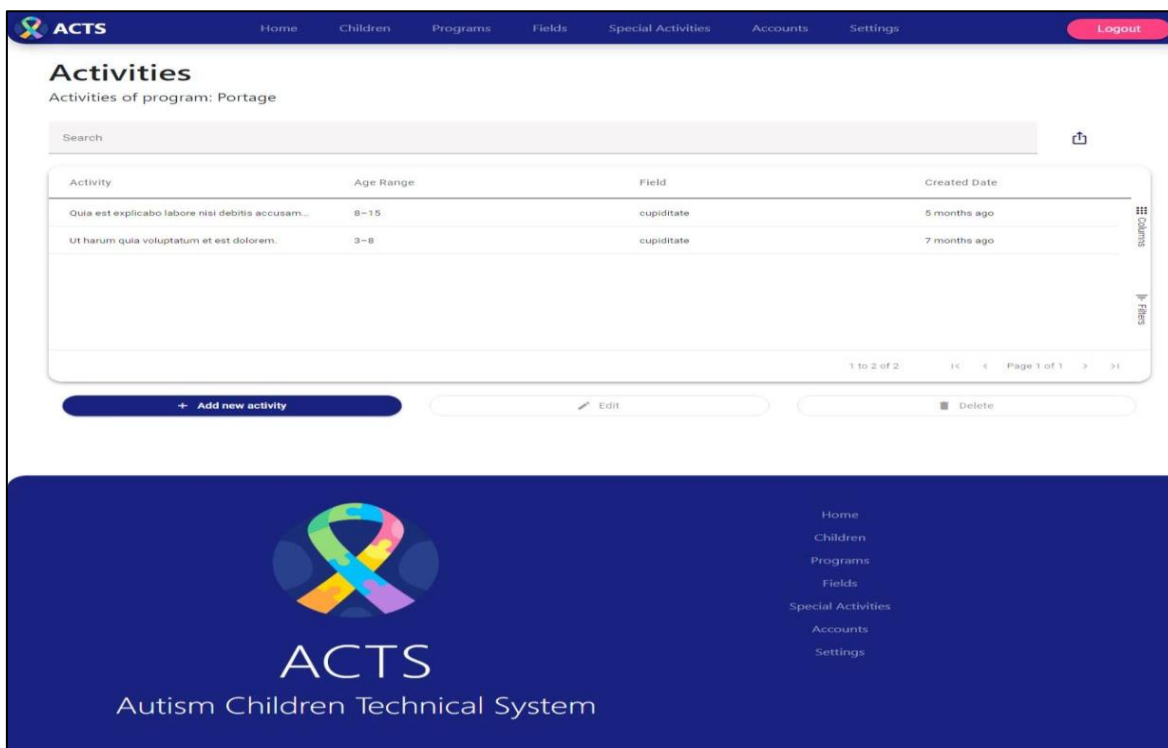 ACTS Home Children Programs Fields Special Activities Accounts Settings Logout
Activities
Activities of program: Portage
Search
Activity Age Range Field Created Date
Quia est explicabo labore nisi debitis accusam... 8-15 cupiditate 5 months ago
Ut harum quia voluptatum et est dolorem. 3-8 cupiditate 7 months ago
Columns
Filters
1 to 2 of 2 Page 1 of 1
+ Add new activity Edit Delete
Home
Children
Programs
Fields
Special Activities
Accounts
Settings
ACTS
Autism Children Technical System